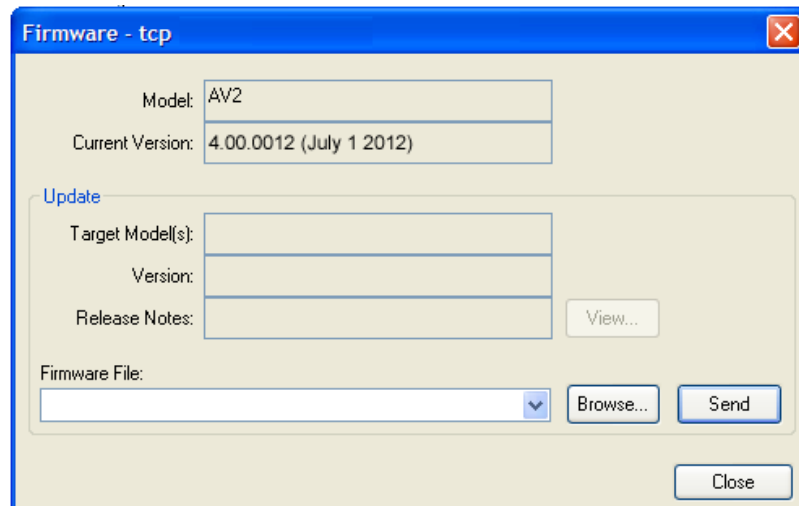 Firmware - tcp
Model: AV2
Current Version: 4.00.0012 (July 1 2012)
Update
Target Model(s):
Version:
Release Notes: View...
Firmware File:
Browse... Send
Close